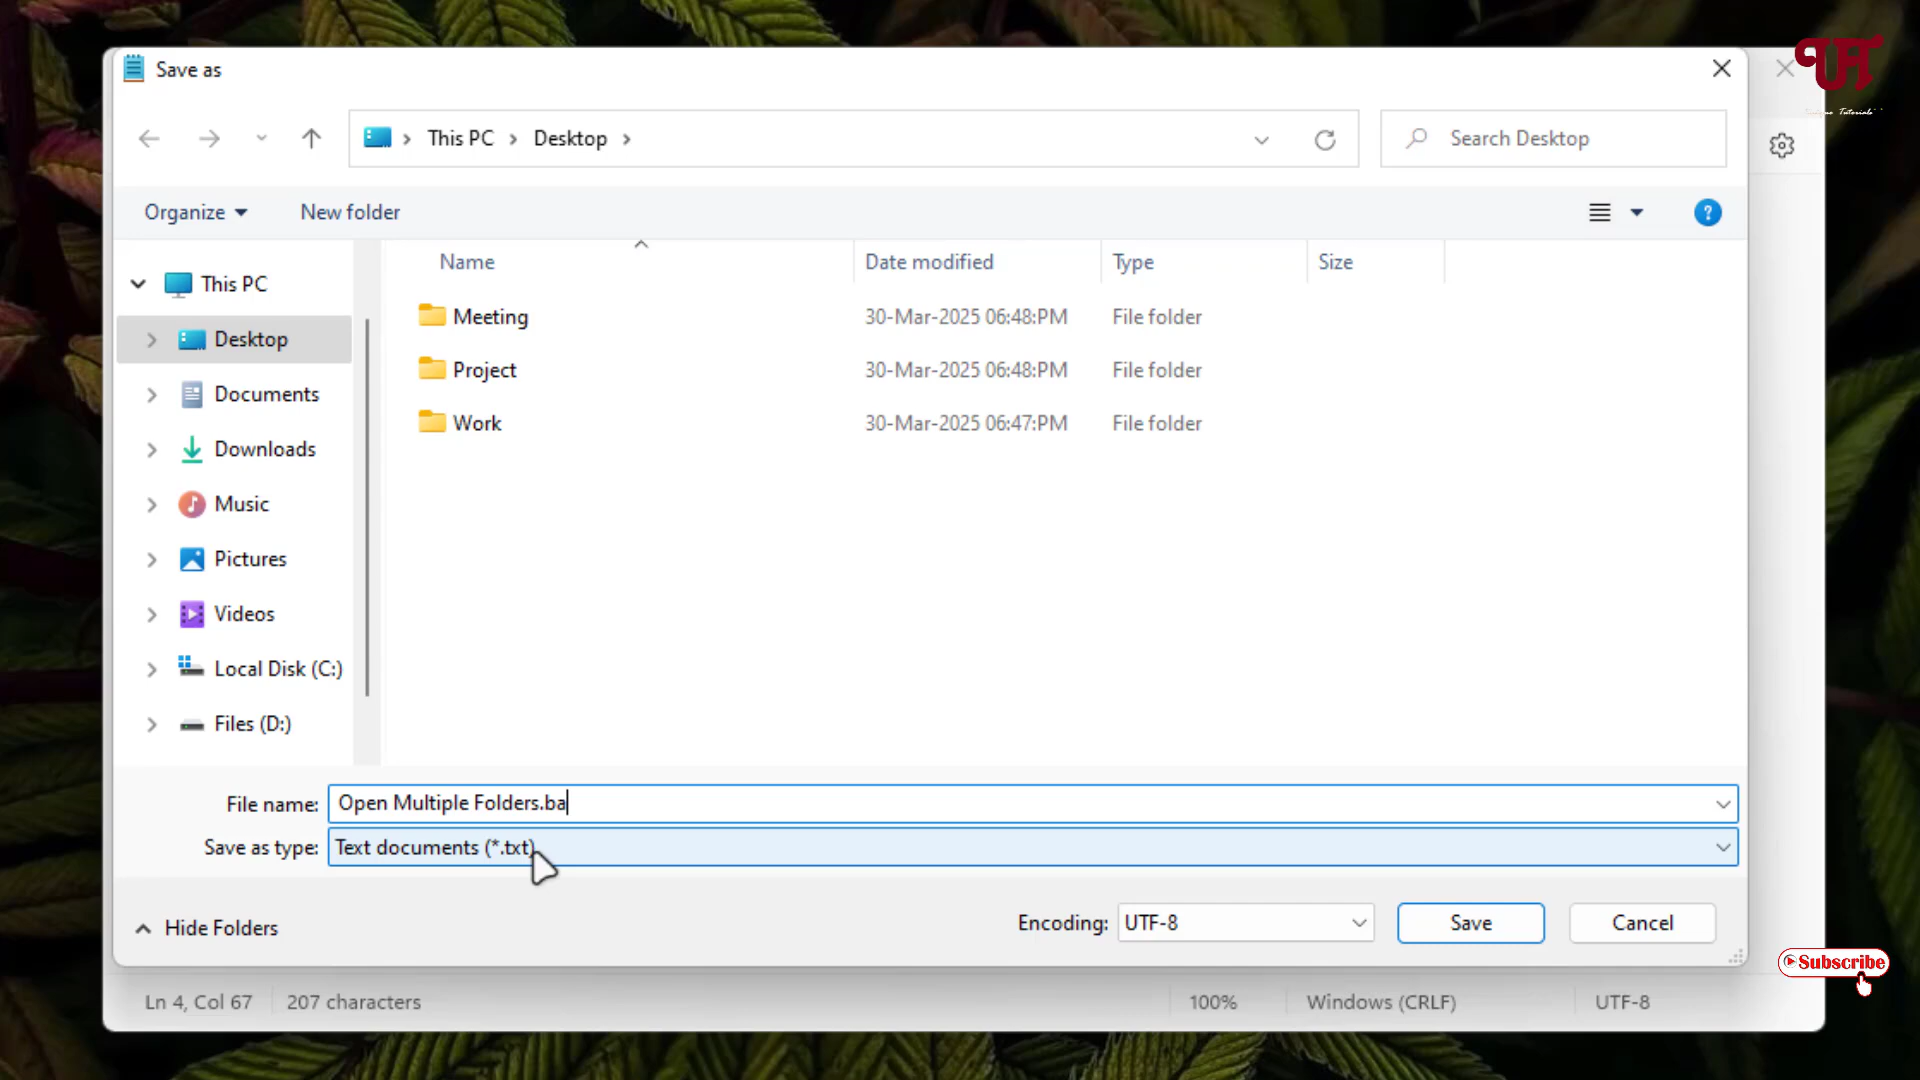 Save as
This PC
Desktop
Search Desktop
Organize
New folder
Name
Date modified
Type
Size
This PC
Desktop
Documents
Downloads
Music
Pictures
Videos
Local Disk (C:)
Files (D:)
Meeting 30-Mar-2025 06:48:PM File folder
Project 30-Mar-2025 06:48:PM File folder
Work 30-Mar-2025 06:47:PM File folder
File name: Open Multiple Folders.ba
Save as type: Text documents (*.txt)
Hide Folders
Encoding: UTF-8
Save
Cancel
Subscribe
Ln 4, Col 67 207 characters 100% Windows (CRLF) UTF-8